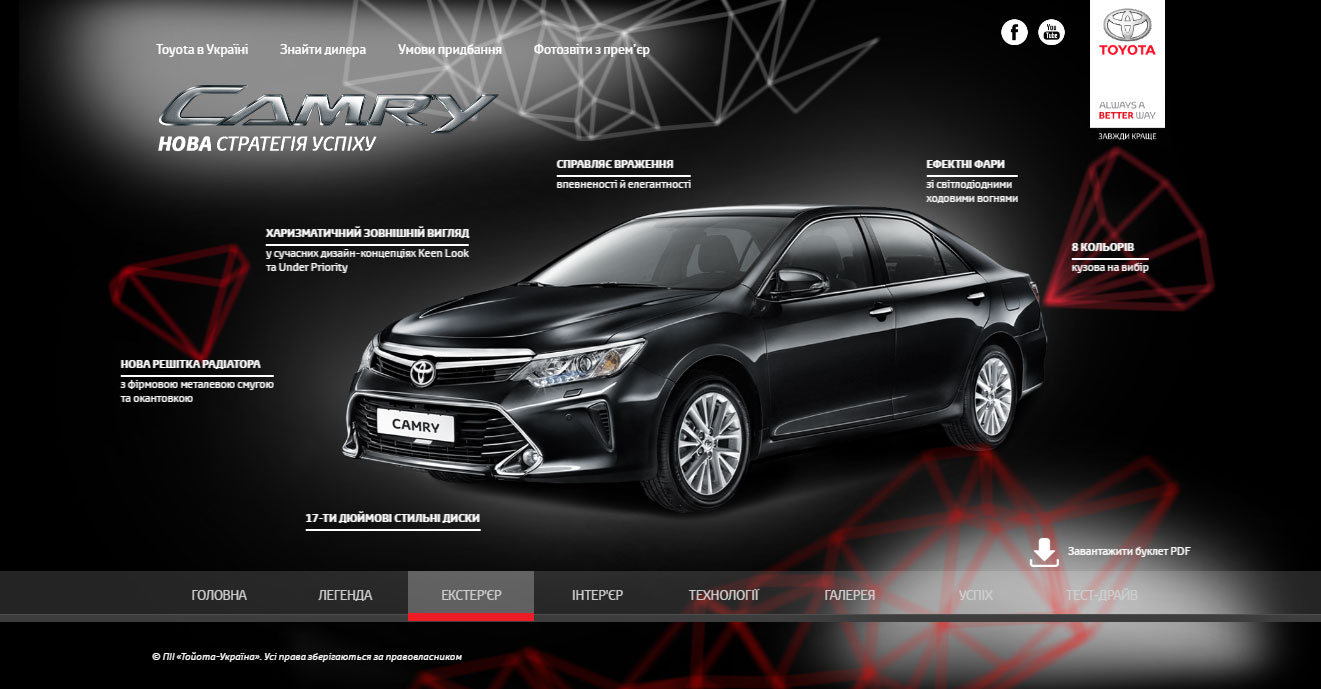 Toyota в Україні
Знайти дилера
Умови придбання
Фотозвіти з прем'єр
f
You
Tube
TOYOTA
ALWAYS A
BETTER WAY
ЗАВЖДИ КРАЩЕ
CAMRY
НОВА СТРАТЕГІЯ УСПІХУ
СПРАВЛЯЄ ВРАЖЕННЯ
впевненості й елегантності
ЕФЕКТНІ ФАРИ
зі світлодіодними
ходовими вогнями
ХАРИЗМАТИЧНИЙ ЗОВНІШНІЙ ВИГЛЯД
у сучасних дизайн-концепціях Keen Look
та Under Priority
8 КОЛЬОРІВ
кузова на вибір
НОВА РЕШІТКА РАДІАТОРА
з фірмовою металевою смугою
та окантовкою
CAMRY
17-ТИ ДЮЙМОВІ СТИЛЬНІ ДИСКИ
Завантажити буклет PDF
ГОЛОВНА
ЛЕГЕНДА
ЕКСТЕР'ЄР
ІНТЕР'ЄР
ТЕХНОЛОГІЇ
ГАЛЕРЕЯ
УСПІХ
ТЕСТ-ДРАЙВ
© ПІІ «Тойота-Україна». Усі права зберігаються за правовласником